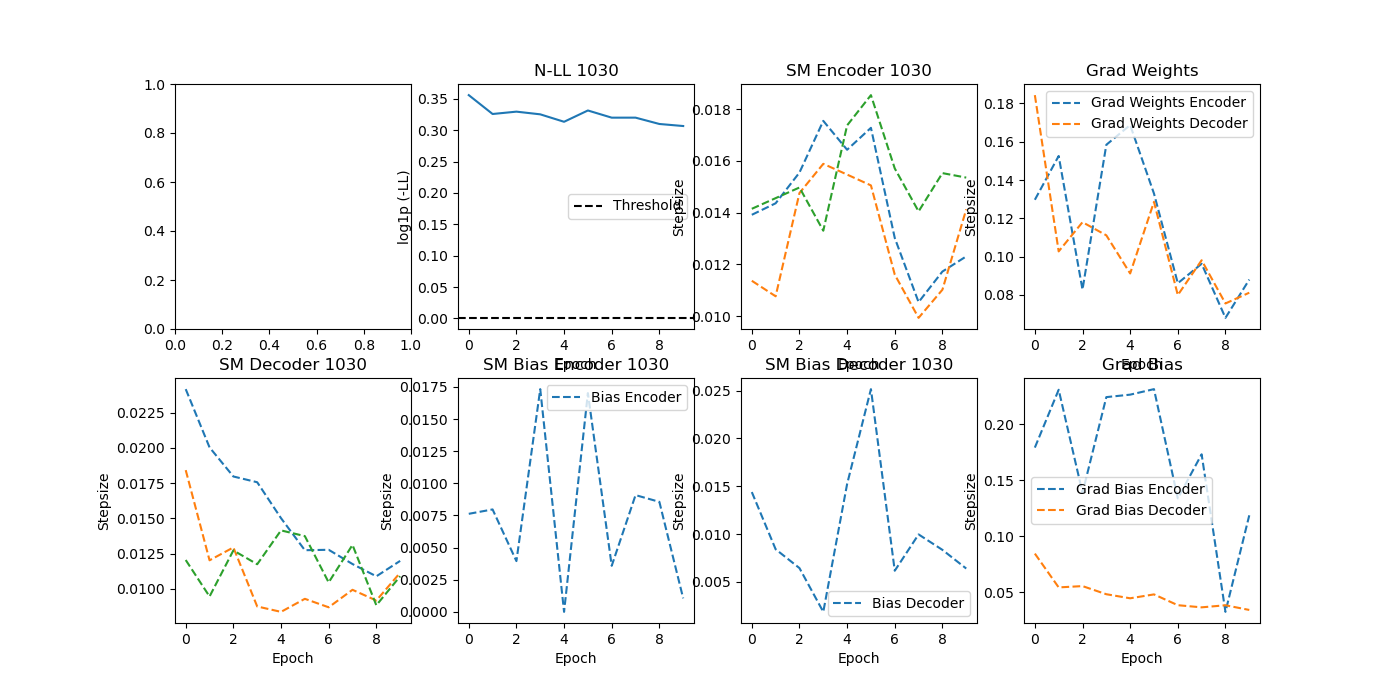 N-LL 1030
SM Encoder 1030
Grad Weights
1.0
0.8
0.6
0.4
0.2
0.0
0.0 0.2 0.4 0.6 0.8 1.0
log1p (-LL)
0.35
0.30
0.25
0.20
0.15
0.10
0.05
0.00
Threshold
0 2 4 6 8
Epoch
Stepsize
0.018
0.016
0.014
0.012
0.010
0 2 4 6 8
Epoch
Stepsize
0.18
0.16
0.14
0.12
0.10
0.08
Grad Weights Encoder
Grad Weights Decoder
0 2 4 6 8
Epoch
SM Decoder 1030
SM Bias Encoder 1030
SM Bias Decoder 1030
Grad Bias
Stepsize
0.0225
0.0200
0.0175
0.0150
0.0125
0.0100
0 2 4 6 8
Epoch
Stepsize
0.0175
0.0150
0.0125
0.0100
0.0075
0.0050
0.0025
0.0000
Bias Encoder
0 2 4 6 8
Epoch
Stepsize
0.025
0.020
0.015
0.010
0.005
Bias Decoder
0 2 4 6 8
Epoch
Stepsize
0.20
0.15
0.10
0.05
Grad Bias Encoder
Grad Bias Decoder
0 2 4 6 8
Epoch